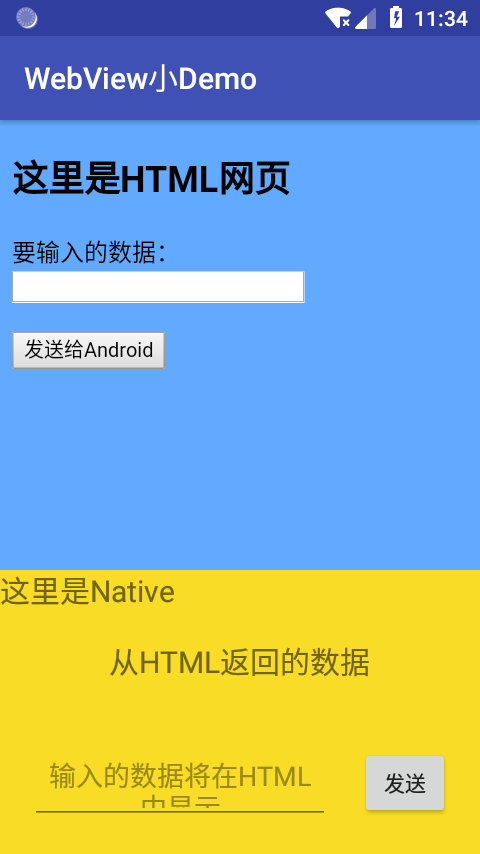 11:34
WebView小Demo
这里是HTML网页
要输入的数据：
发送给Android
这里是Native
从HTML返回的数据
输入的数据将在HTML
中显示
发送